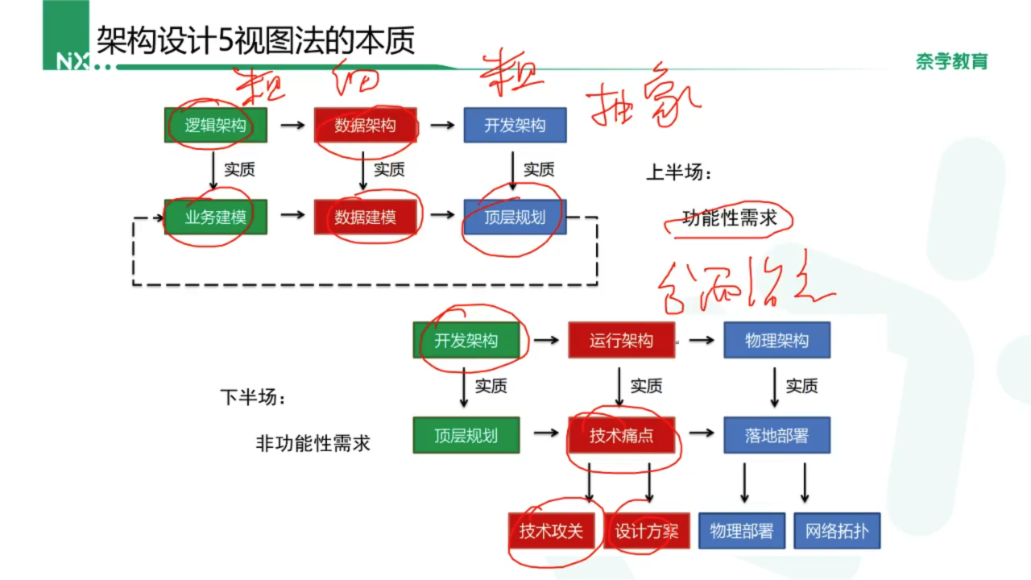 架构设计5视图法的本质
NX
奈学教育
粗 细 粗
抽象
逻辑架构 数据架构 开发架构
实质 实质 实质
上半场：
业务建模 数据建模 顶层规划
功能性需求
分而治之
开发架构 运行架构 物理架构
实质 实质 实质
下半场：
顶层规划 技术痛点 落地部署
非功能性需求
技术攻关 设计方案 物理部署 网络拓扑